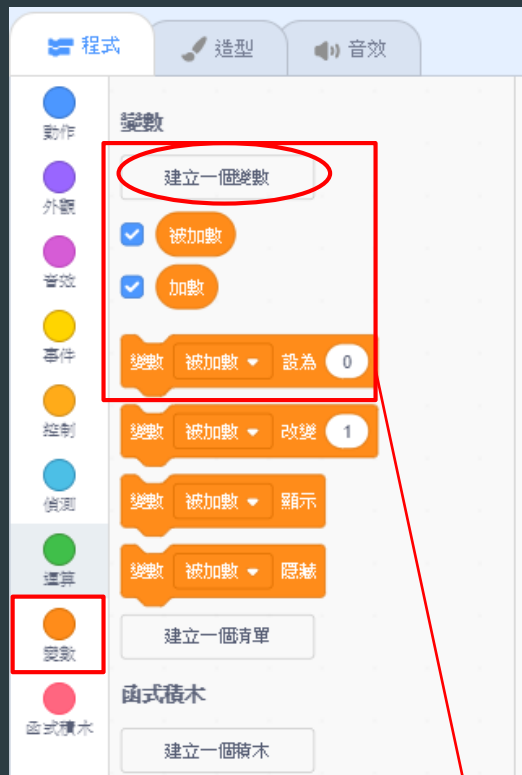 程式 造型 音效
動作
外觀
音效
事件
控制
偵測
運算
變數
函式積木
變數
建立一個變數
被加數
加數
變數 被加數 設為 0
變數 被加數 改變 1
變數 被加數 顯示
變數 被加數 隱藏
建立一個清單
函式積木
建立一個積木